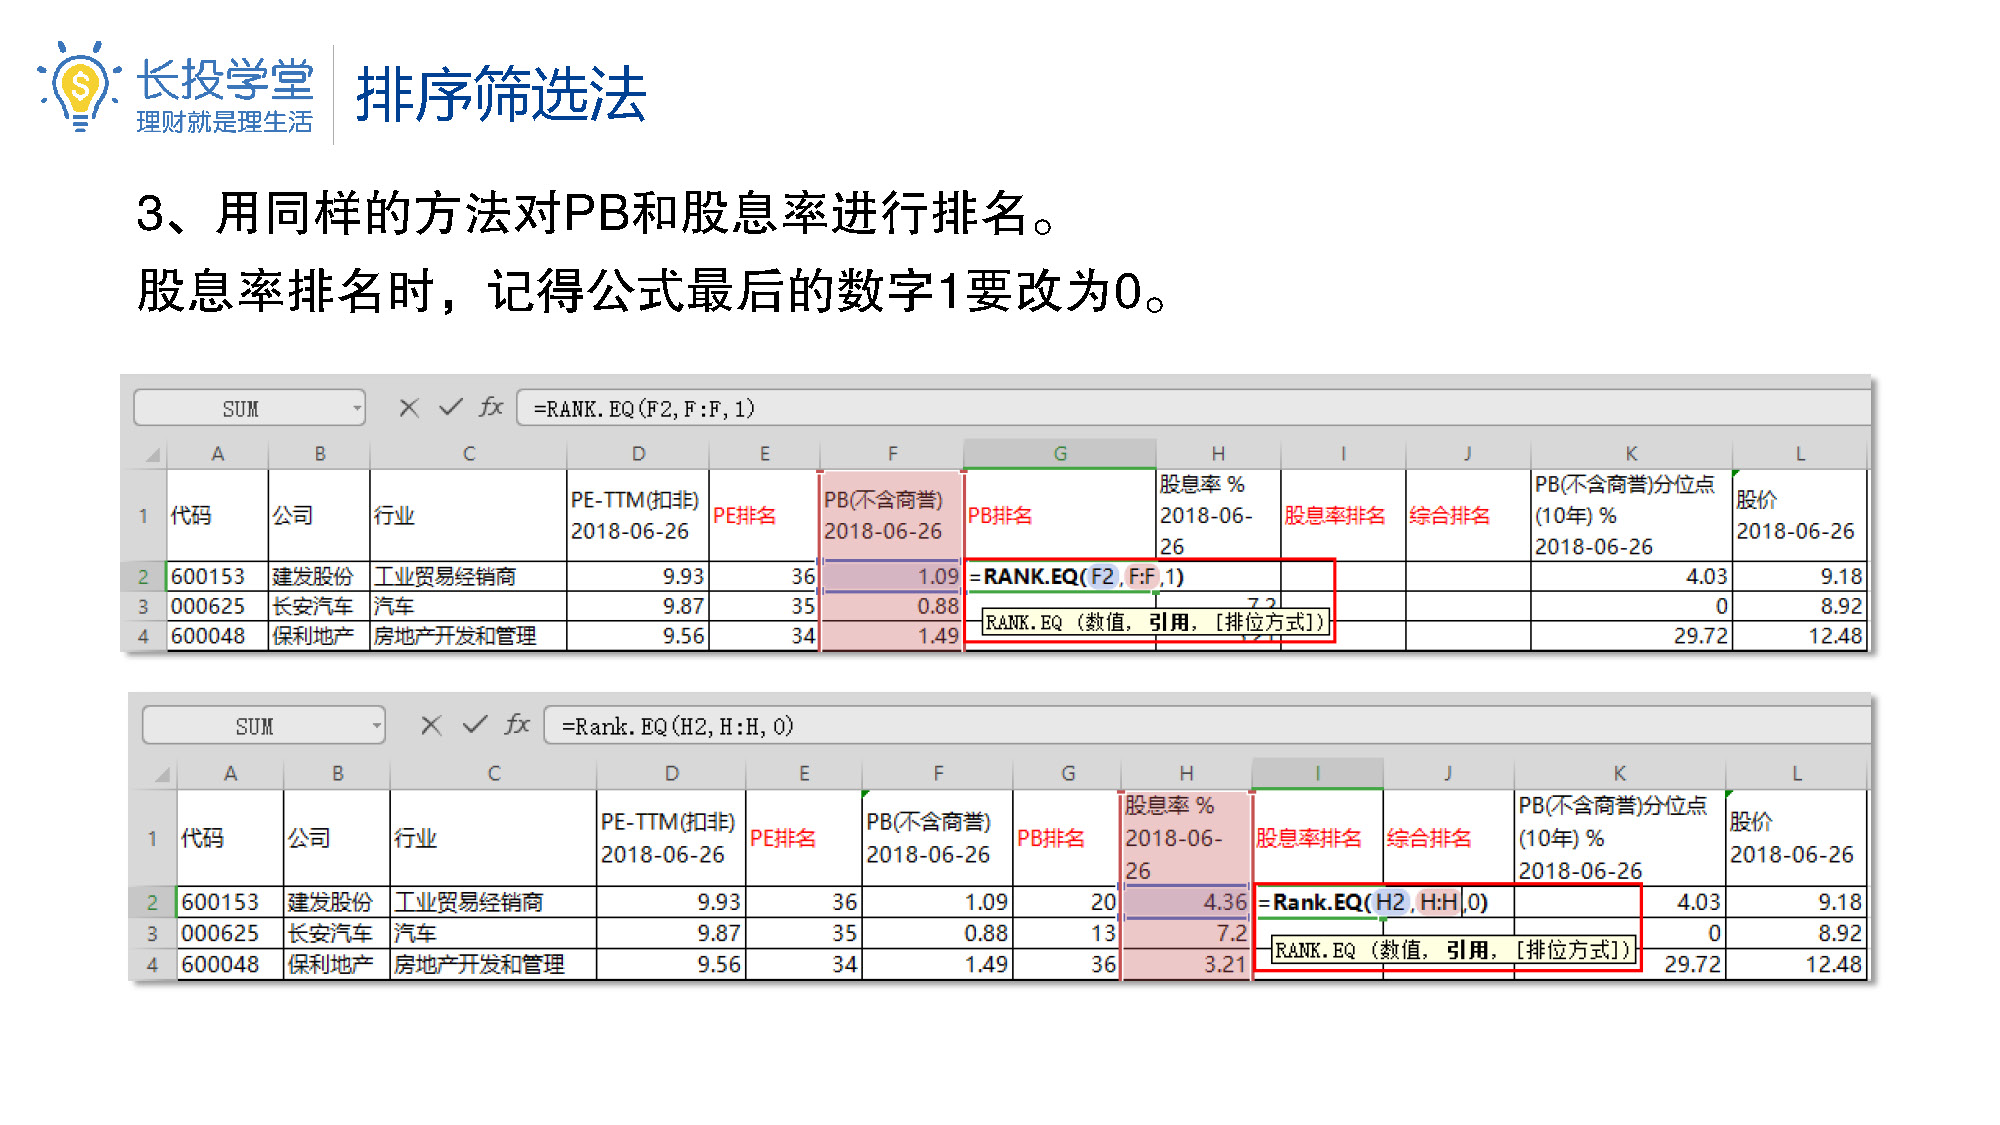 长投学堂
理财就是理生活
排序筛选法
3、用同样的方法对PB和股息率进行排名。
股息率排名时，记得公式最后的数字1要改为0。
SUM fx =RANK.EQ(F2,F:F,1)
A B C D E F G H I J K L
1 代码 公司 行业 PE-TTM(扣非) 2018-06-26 PE排名 PB(不含商誉) 2018-06-26 PB排名 股息率 % 2018-06-26 股息率排名 综合排名 PB(不含商誉)分位点(10年) % 2018-06-26 股价 2018-06-26
2 600153 建发股份 工业贸易经销商 9.93 36 1.09 =RANK.EQ(F2,F:F,1) 4.03 9.18
3 000625 长安汽车 汽车 9.87 35 0.88 7.2 0 8.92
RANK.EQ (数值, 引用, [排位方式])
4 600048 保利地产 房地产开发和管理 9.56 34 1.49 29.72 12.48
SUM fx =Rank.EQ(H2,H:H,0)
A B C D E F G H I J K L
1 代码 公司 行业 PE-TTM(扣非) 2018-06-26 PE排名 PB(不含商誉) 2018-06-26 PB排名 股息率 % 2018-06-26 股息率排名 综合排名 PB(不含商誉)分位点(10年) % 2018-06-26 股价 2018-06-26
2 600153 建发股份 工业贸易经销商 9.93 36 1.09 20 4.36 =Rank.EQ(H2,H:H,0) 4.03 9.18
3 000625 长安汽车 汽车 9.87 35 0.88 13 7.2 0 8.92
RANK.EQ (数值, 引用, [排位方式])
4 600048 保利地产 房地产开发和管理 9.56 34 1.49 36 3.21 29.72 12.48